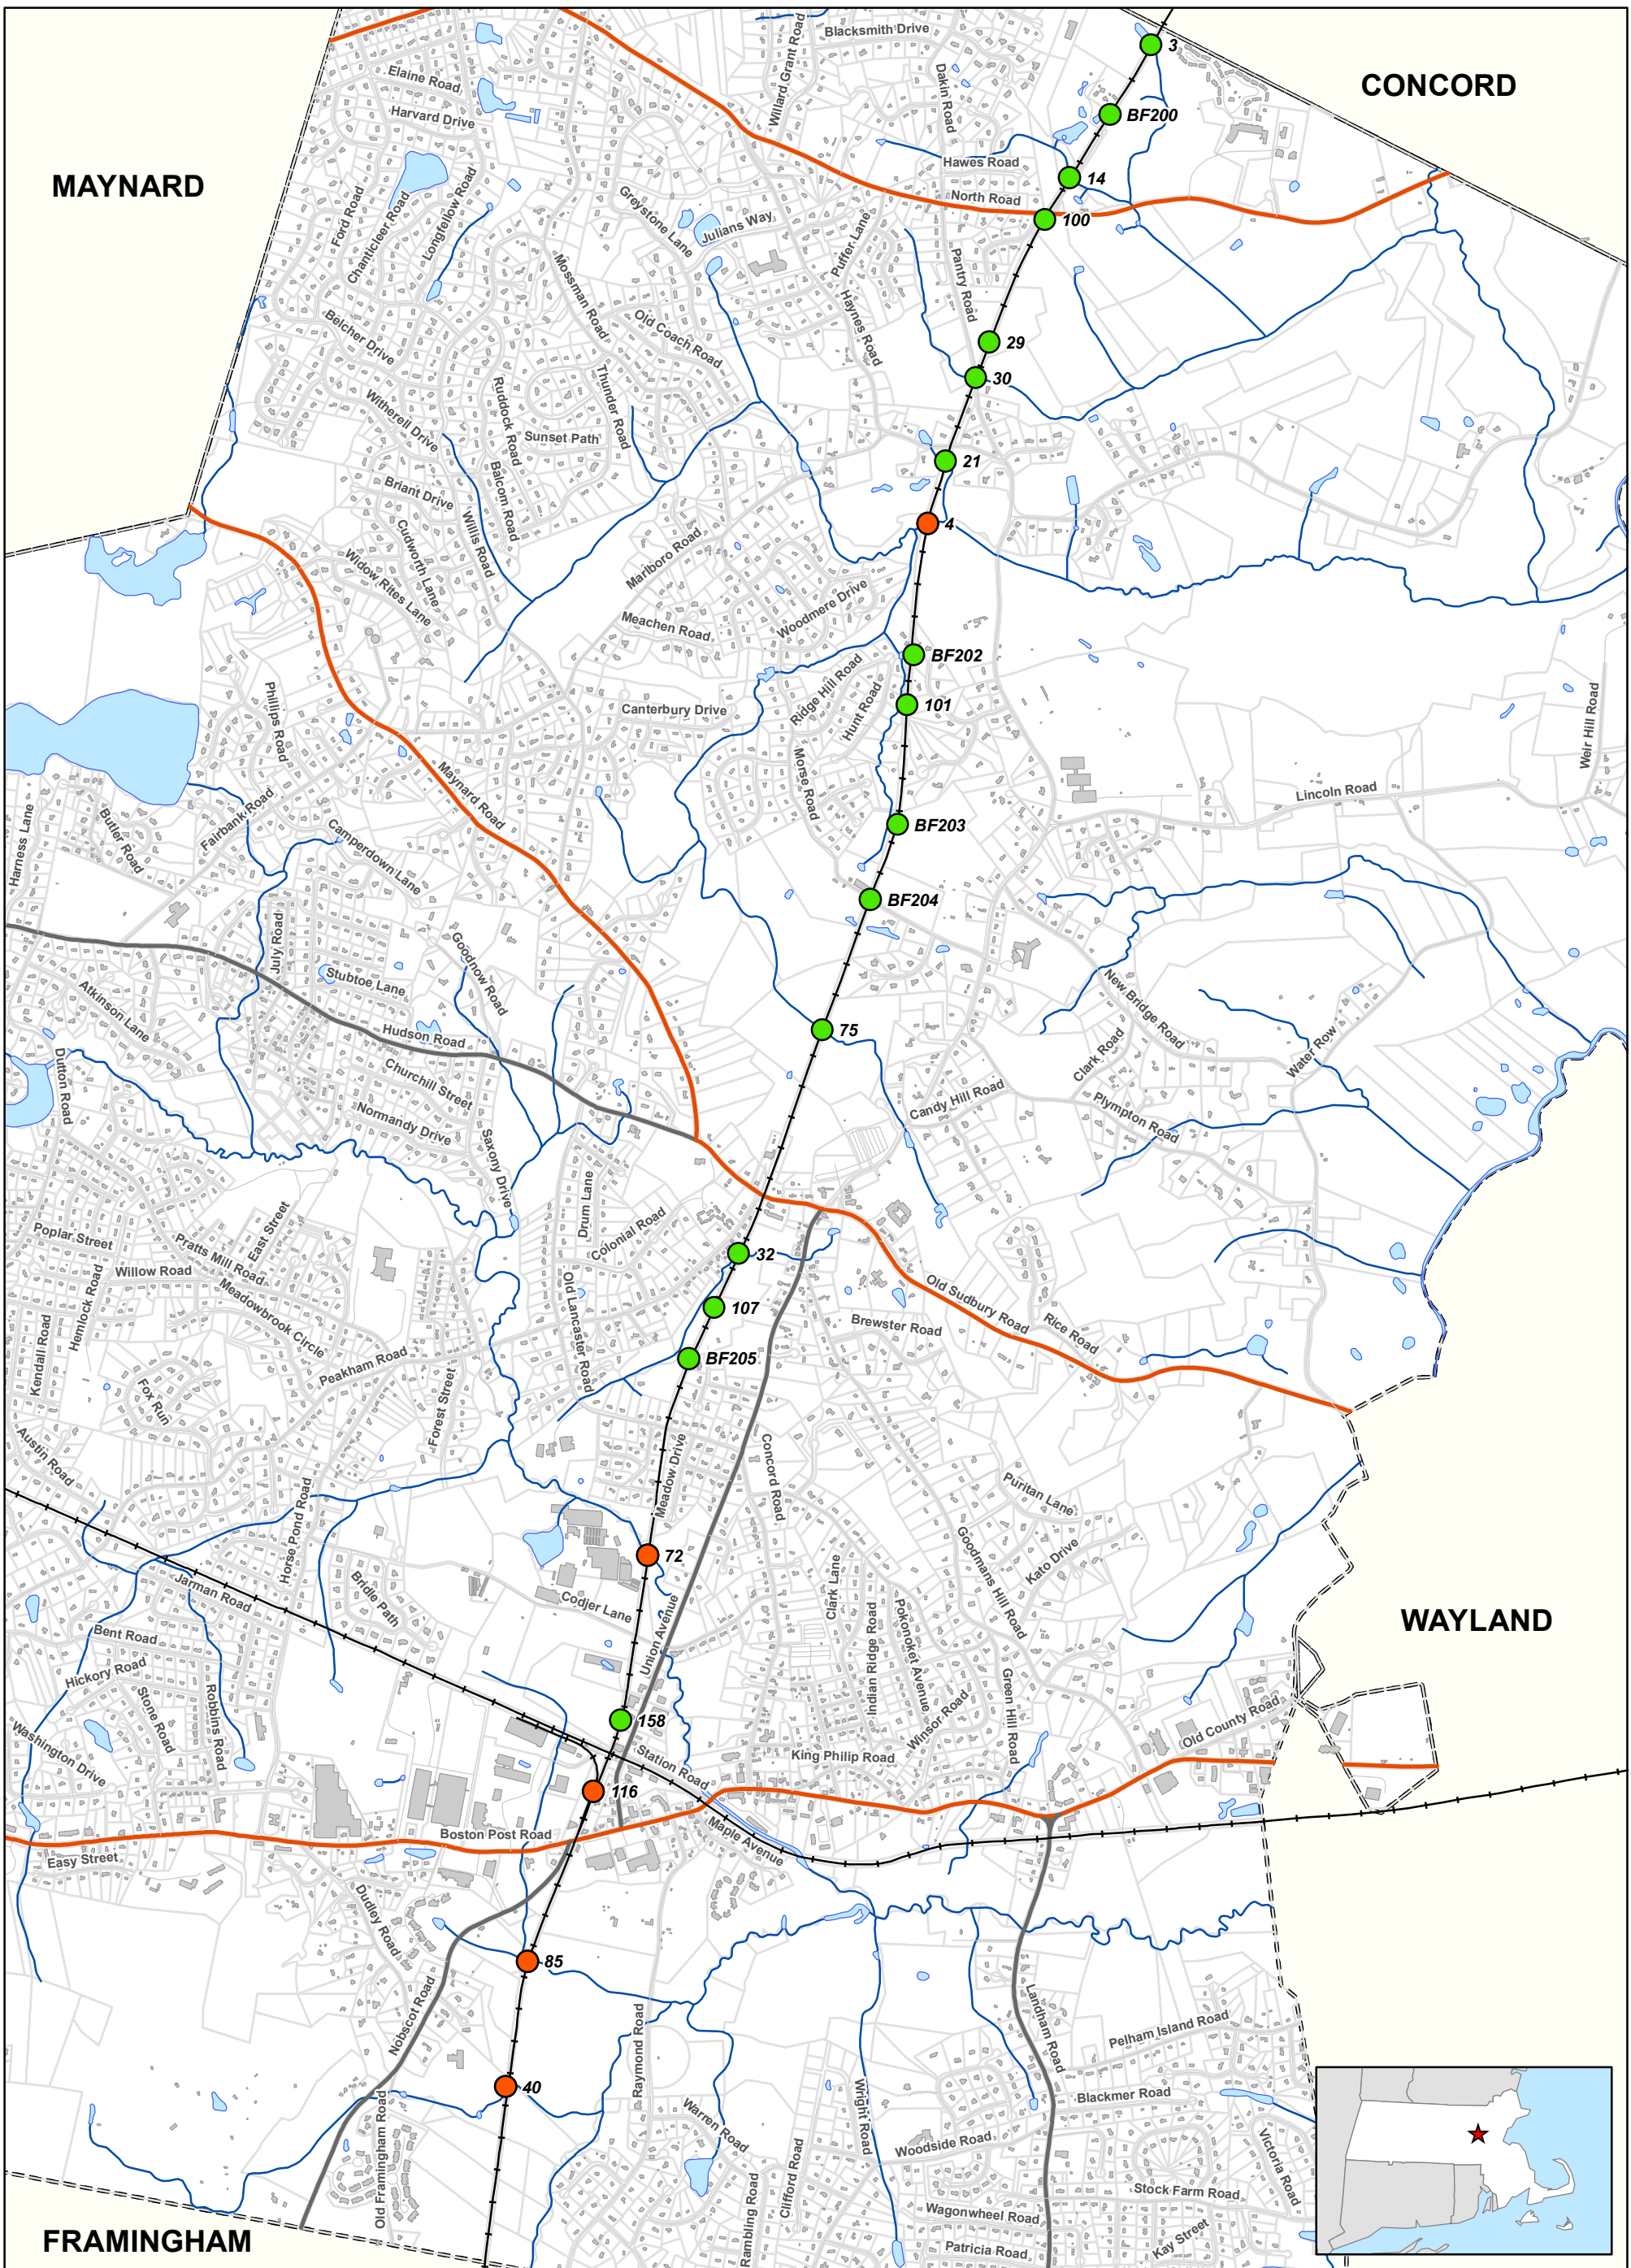 Blacksmith Drive
Willard Grant Road
3
CONCORD
Elaine Road
Dakin Road
Harvard Drive
BF200
MAYNARD
Hawes Road
14
North Road
Ford Road
Chanticleer Road
Longfellow Road
Greystone Lane
Julians Way
Puffer Lane
100
Pantry Road
Mossman Road
Haynes Road
Belcher Drive
Old Coach Road
29
30
Witherell Drive
Ruddock Road
Thunder Road
Sunset Path
21
Briant Drive
Balcom Road
Willis Road
Cudworth Lane
4
Marlboro Road
Widow Rites Lane
Woodmere Drive
Meachen Road
BF202
Ridge Hill Road
Hunt Road
101
Phillips Road
Canterbury Drive
Weir Hill Road
Morse Road
Maynard Road
Lincoln Road
Harness Lane
Butler Road
Fairbank Road
Camperdown Lane
BF203
BF204
July Road
Goodnow Road
Stubtoe Lane
Atkinson Lane
New Bridge Road
Hudson Road
75
Water Row
Clark Road
Dutton Road
Churchill Street
Candy Hill Road
Normandy Drive
Plympton Road
Saxony Drive
Drum Lane
Colonial Road
East Street
Poplar Street
Pratts Mill Road
32
Willow Road
Hemlock Road
Meadowbrook Circle
Old Lancaster Road
Old Sudbury Road
107
Kendall Road
Brewster Road
Rice Road
Peakham Road
BF205
Fox Run
Forest Street
Austin Road
Meadow Drive
Concord Road
Puritan Lane
Horse Pond Road
72
Goodmans Hill Road
Kato Drive
Jarman Road
Bridle Path
Codjer Lane
Clark Lane
Bent Road
Union Avenue
Indian Ridge Road
Pokonoket Avenue
WAYLAND
Hickory Road
Stone Road
Robbins Road
Green Hill Road
Winsor Road
Old County Road
158
Washington Drive
Station Road
King Philip Road
116
Boston Post Road
Maple Avenue
Easy Street
Dudley Road
85
Nobscot Road
Landham Road
Raymond Road
Pelham Island Road
40
Blackmer Road
Old Framingham Road
Warren Road
Wright Road
Woodside Road
Victoria Road
Clifford Road
Rambling Road
Stock Farm Road
Wagonwheel Road
Kay Street
Patricia Road
FRAMINGHAM